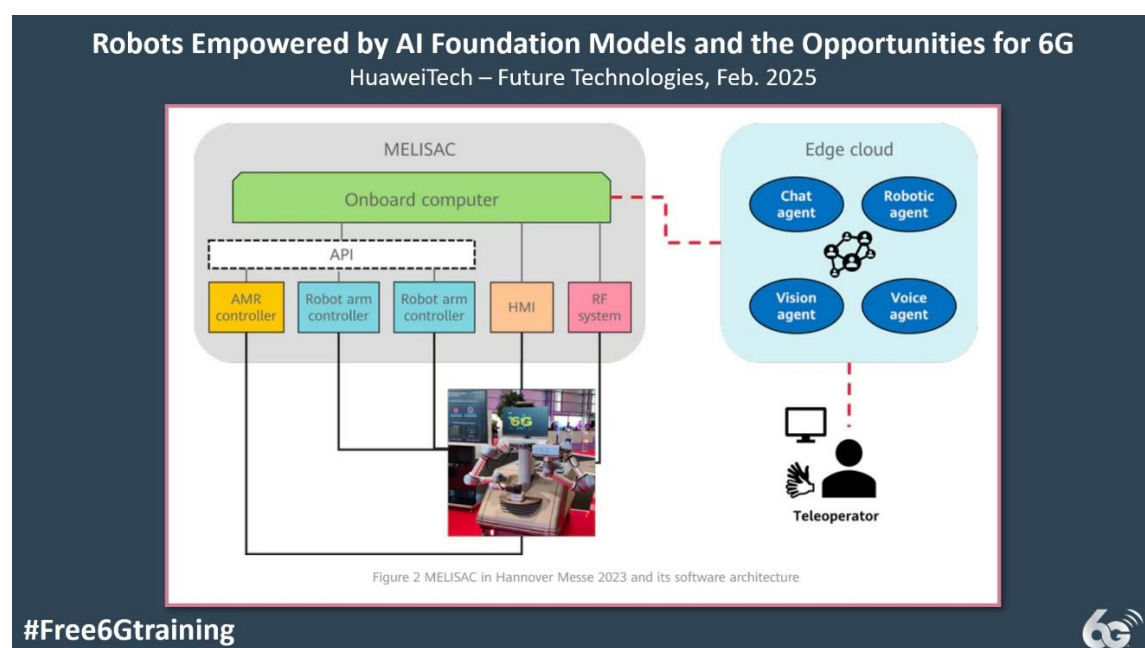 Robots Empowered by AI Foundation Models and the Opportunities for 6G
HuaweiTech – Future Technologies, Feb. 2025
MELISAC
Onboard computer
API
AMR
controller
Robot arm
controller
Robot arm
controller
HMI
RF
system
Edge cloud
Chat
agent
Robotic
agent
Vision
agent
Voice
agent
6G
Teleoperator
Figure 2 MELISAC in Hannover Messe 2023 and its software architecture
#Free6Gtraining
6G